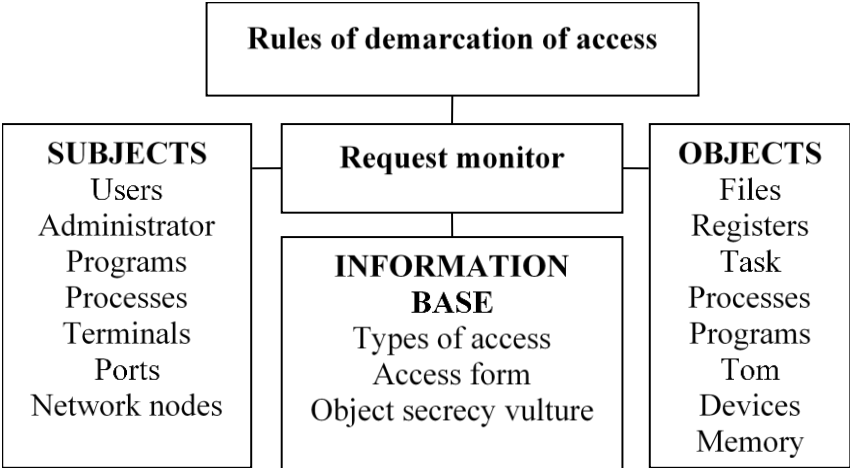 Rules of demarcation of access
SUBJECTS
Users
Administrator
Programs
Processes
Terminals
Ports
Network nodes
Request monitor
INFORMATION
BASE
Types of access
Access form
Object secrecy vulture
OBJECTS
Files
Registers
Task
Processes
Programs
Tom
Devices
Memory